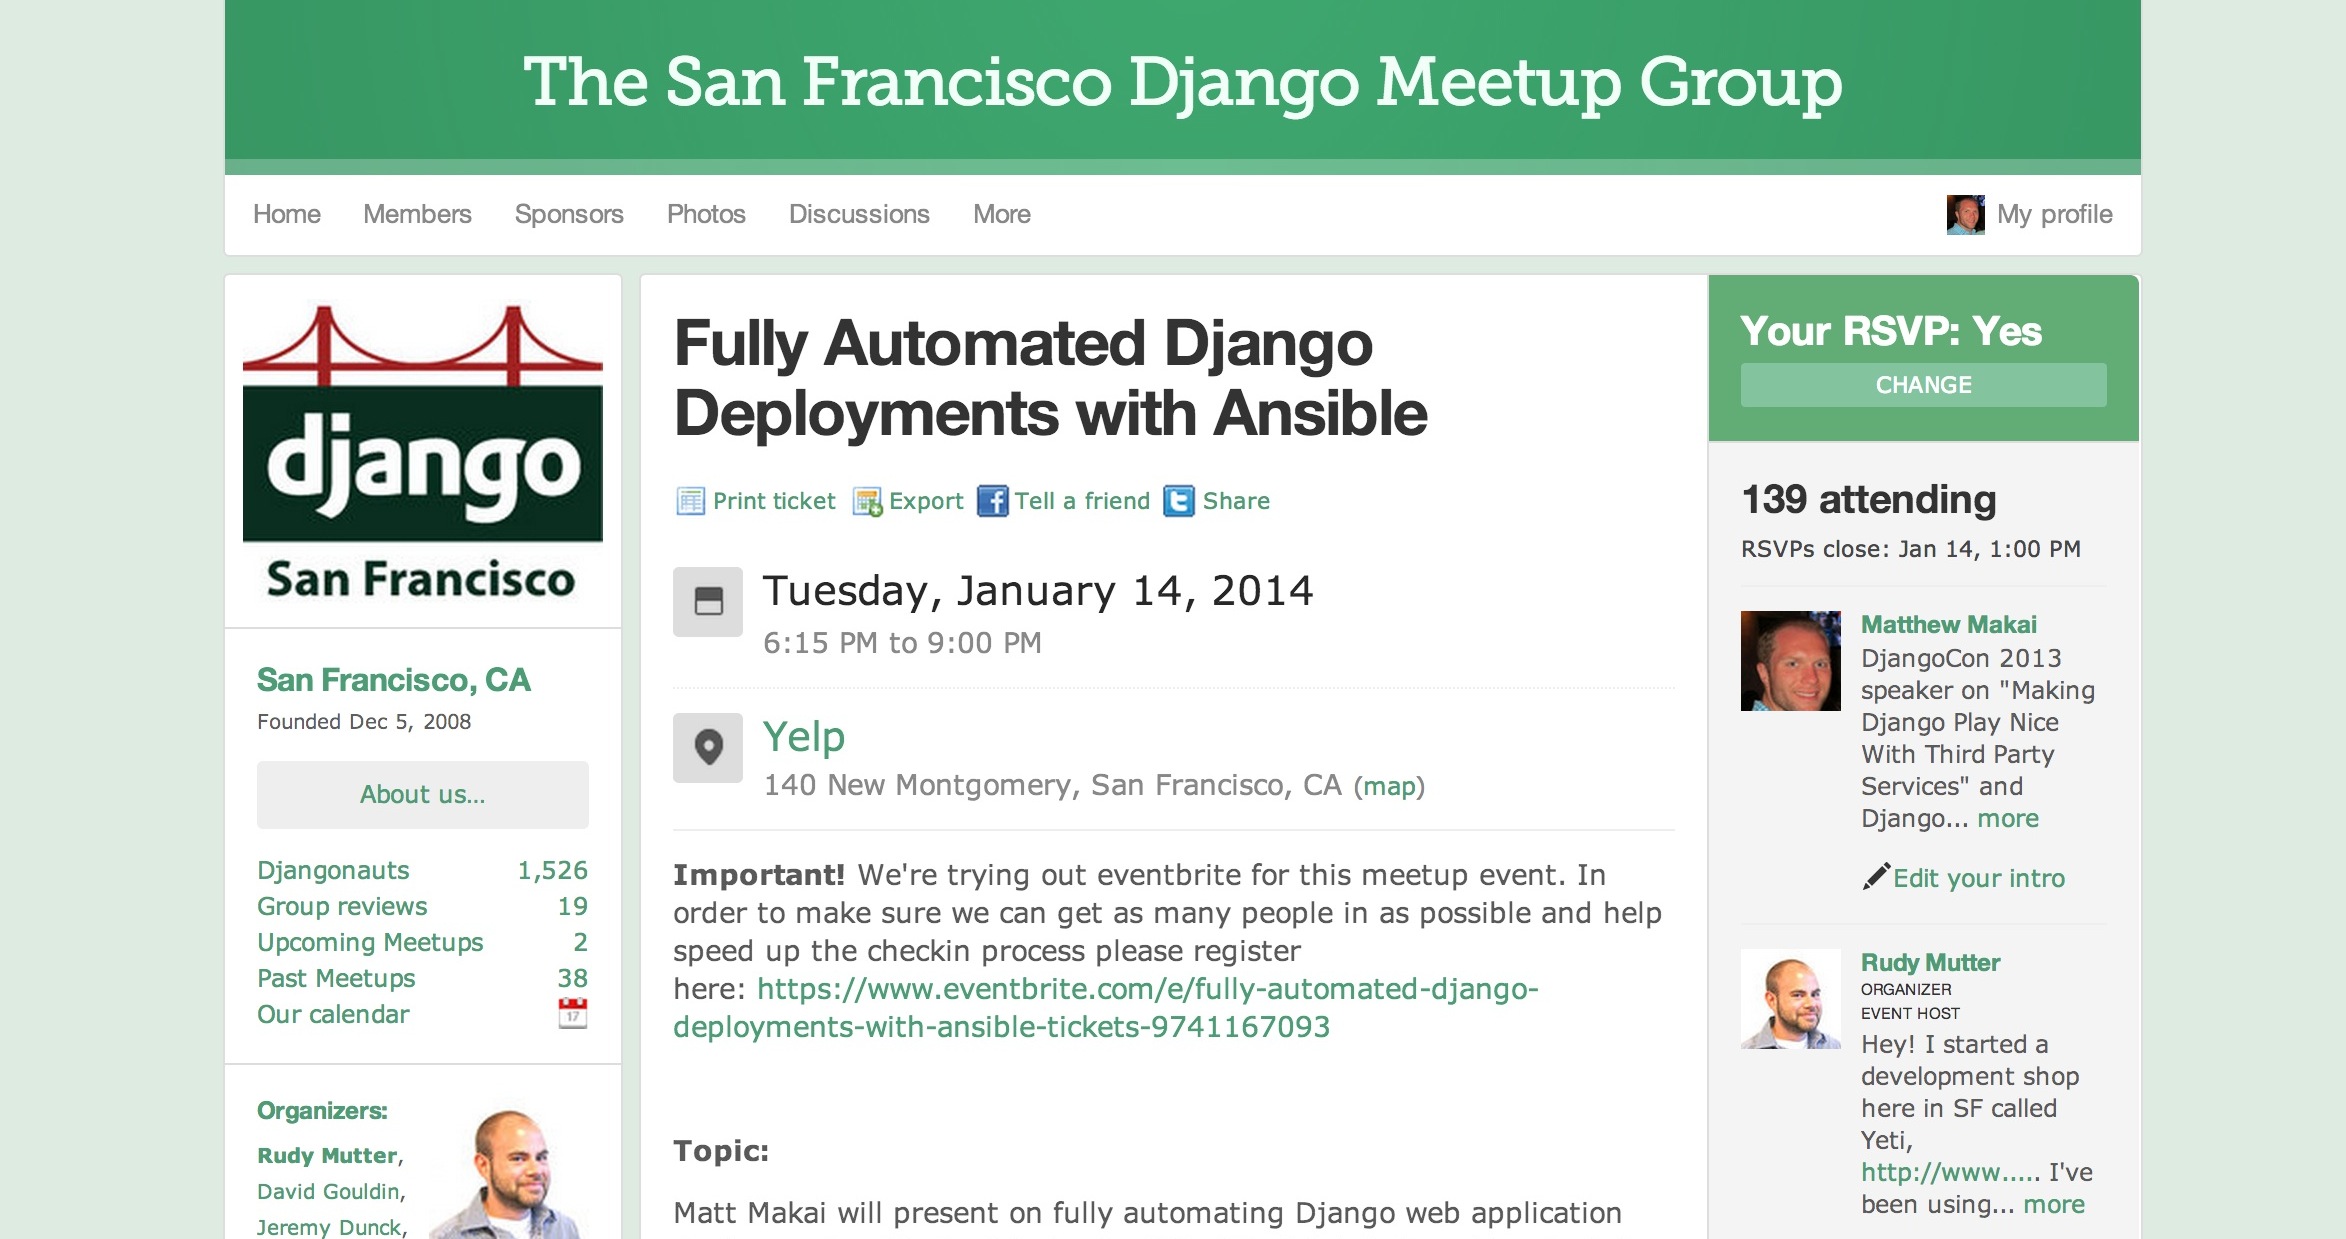 The San Francisco Django Meetup Group
Home Members Sponsors Photos Discussions More My profile
django
San Francisco
San Francisco, CA
Founded Dec 5, 2008
About us...
Djangonauts 1,526
Group reviews 19
Upcoming Meetups 2
Past Meetups 38
Our calendar 17
Organizers:
Rudy Mutter,
David Gouldin,
Jeremy Dunck,
Fully Automated Django
Deployments with Ansible
Print ticket Export Tell a friend Share
Tuesday, January 14, 2014
6:15 PM to 9:00 PM
Yelp
140 New Montgomery, San Francisco, CA (map)
Important! We're trying out eventbrite for this meetup event. In
order to make sure we can get as many people in as possible and help
speed up the checkin process please register
here: https://www.eventbrite.com/e/fully-automated-django-
deployments-with-ansible-tickets-9741167093
Topic:
Matt Makai will present on fully automating Django web application
Your RSVP: Yes
CHANGE
139 attending
RSVPs close: Jan 14, 1:00 PM
Matthew Makai
DjangoCon 2013
speaker on "Making
Django Play Nice
With Third Party
Services" and
Django... more
Edit your intro
Rudy Mutter
ORGANIZER
EVENT HOST
Hey! I started a
development shop
here in SF called
Yeti,
http://www..... I've
been using... more